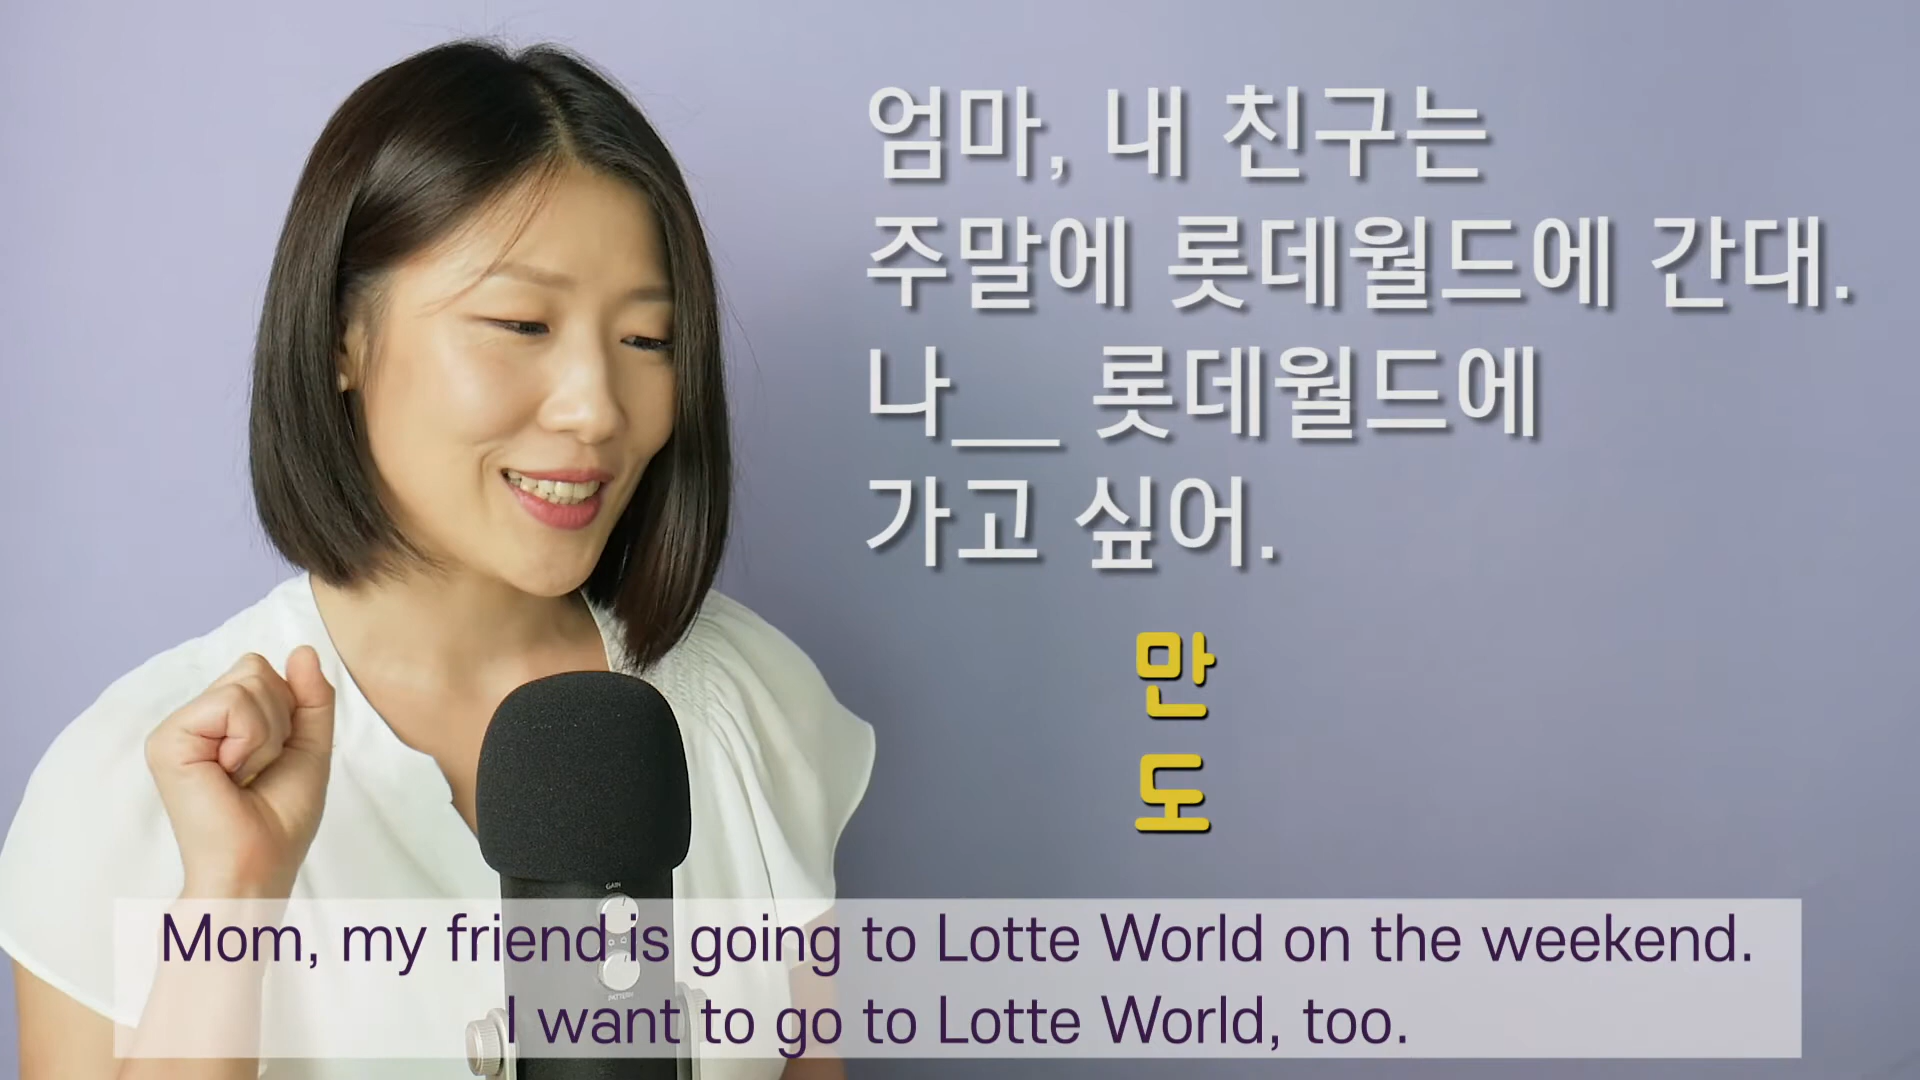 엄마, 내 친구는
주말에 롯데월드에 간대.
나__ 롯데월드에
가고 싶어.
만
도
GAIN
PATTERN
Mom, my friend is going to Lotte World on the weekend.
I want to go to Lotte World, too.